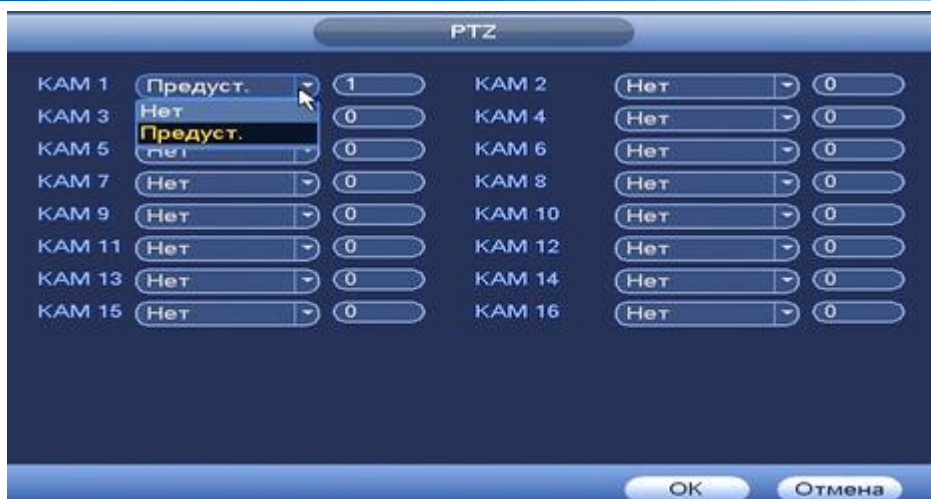 PTZ
КАМ 1 Предуст. 1 КАМ 2 Нет 0
КАМ 3 Нет 0 КАМ 4 Нет 0
Предуст.
КАМ 5 Нет 0 КАМ 6 Нет 0
КАМ 7 Нет 0 КАМ 8 Нет 0
КАМ 9 Нет 0 КАМ 10 Нет 0
КАМ 11 Нет 0 КАМ 12 Нет 0
КАМ 13 Нет 0 КАМ 14 Нет 0
КАМ 15 Нет 0 КАМ 16 Нет 0
ОК Отмена